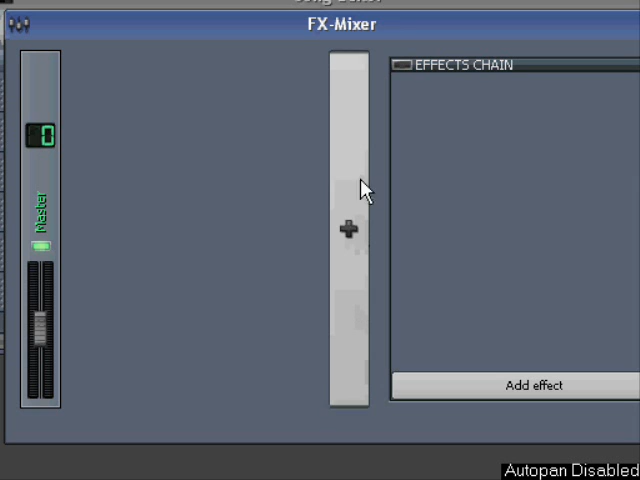 FX-Mixer
EFFECTS CHAIN
0
Master
Add effect
Autopan Disabled